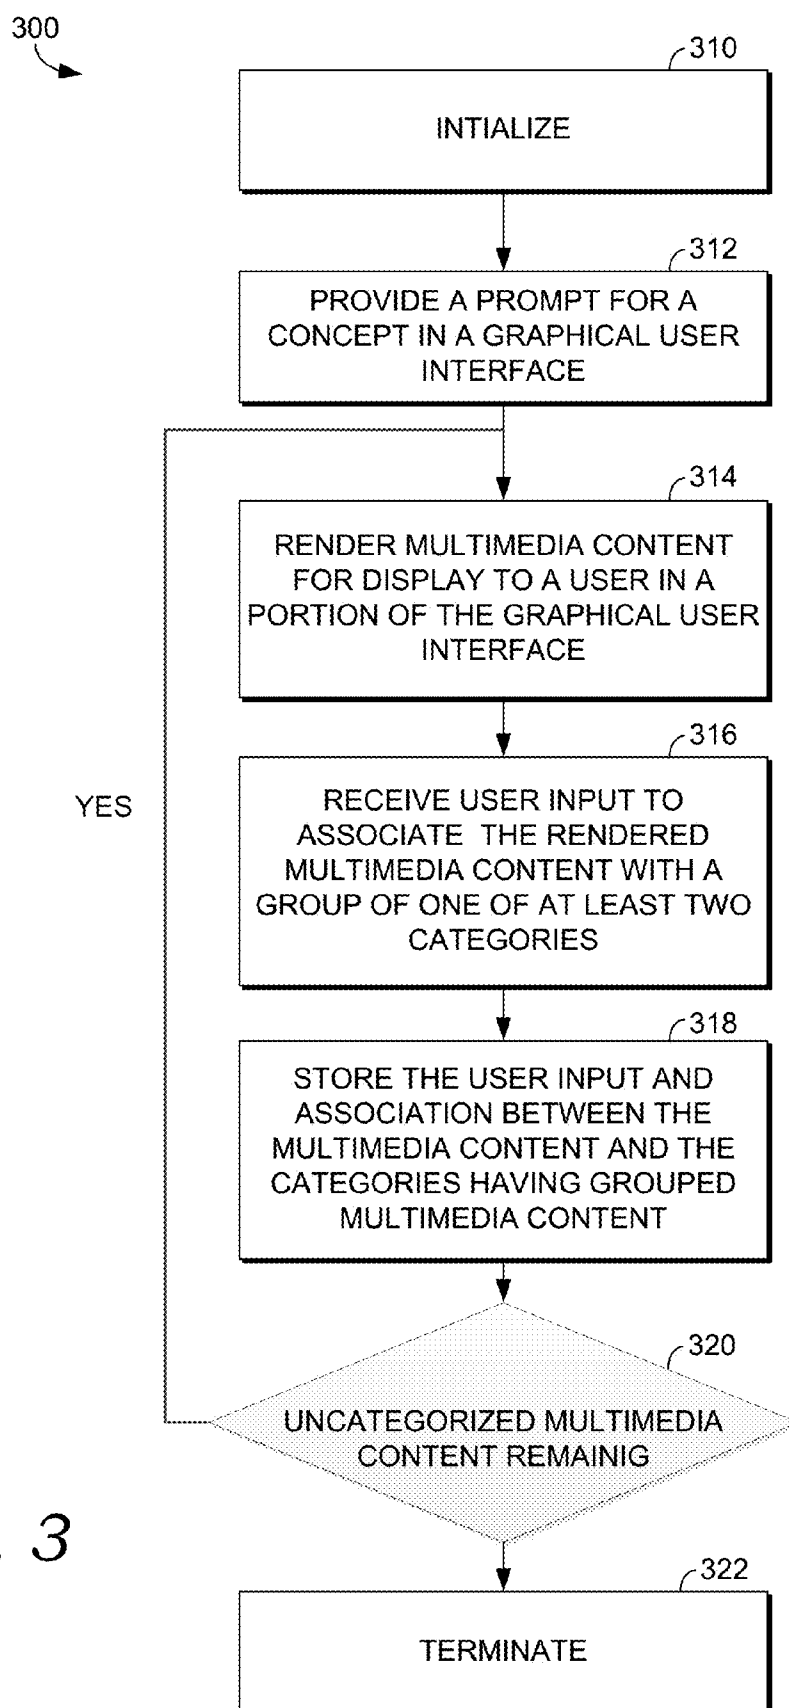 300
310
INTIALIZE
312
PROVIDE A PROMPT FOR A
CONCEPT IN A GRAPHICAL USER
INTERFACE
314
RENDER MULTIMEDIA CONTENT
FOR DISPLAY TO A USER IN A
PORTION OF THE GRAPHICAL USER
INTERFACE
316
RECEIVE USER INPUT TO
ASSOCIATE THE RENDERED
MULTIMEDIA CONTENT WITH A
GROUP OF ONE OF AT LEAST TWO
CATEGORIES
YES
318
STORE THE USER INPUT AND
ASSOCIATION BETWEEN THE
MULTIMEDIA CONTENT AND THE
CATEGORIES HAVING GROUPED
MULTIMEDIA CONTENT
320
UNCATEGORIZED MULTIMEDIA
CONTENT REMAINIG
. 3
322
TERMINATE